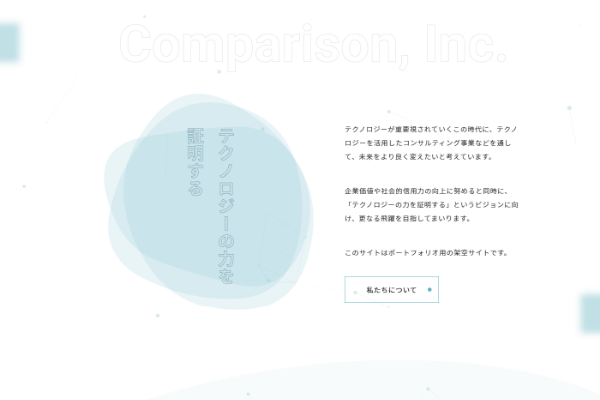 Comparison, Inc.
テクノロジーの力を
証明する
テクノロジーが重要視されていくこの時代に、テクノ
ロジーを活用したコンサルティング事業などを通し
て、未来をより良く変えたいと考えています。
企業価値や社会的信用力の向上に努めると同時に、
「テクノロジーの力を証明する」というビジョンに向
け、更なる飛躍を目指してまいります。
このサイトはポートフォリオ用の架空サイトです。
私たちについて